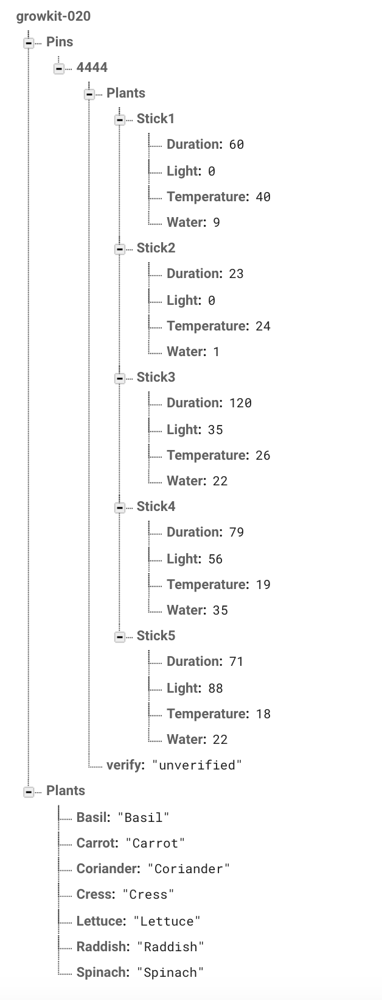 growkit-020
Pins
4444
Plants
Stick1
Duration: 60
Light: 0
Temperature: 40
Water: 9
Stick2
Duration: 23
Light: 0
Temperature: 24
Water: 1
Stick3
Duration: 120
Light: 35
Temperature: 26
Water: 22
Stick4
Duration: 79
Light: 56
Temperature: 19
Water: 35
Stick5
Duration: 71
Light: 88
Temperature: 18
Water: 22
verify: "unverified"
Plants
Basil: "Basil"
Carrot: "Carrot"
Coriander: "Coriander"
Cress: "Cress"
Lettuce: "Lettuce"
Raddish: "Raddish"
Spinach: "Spinach"